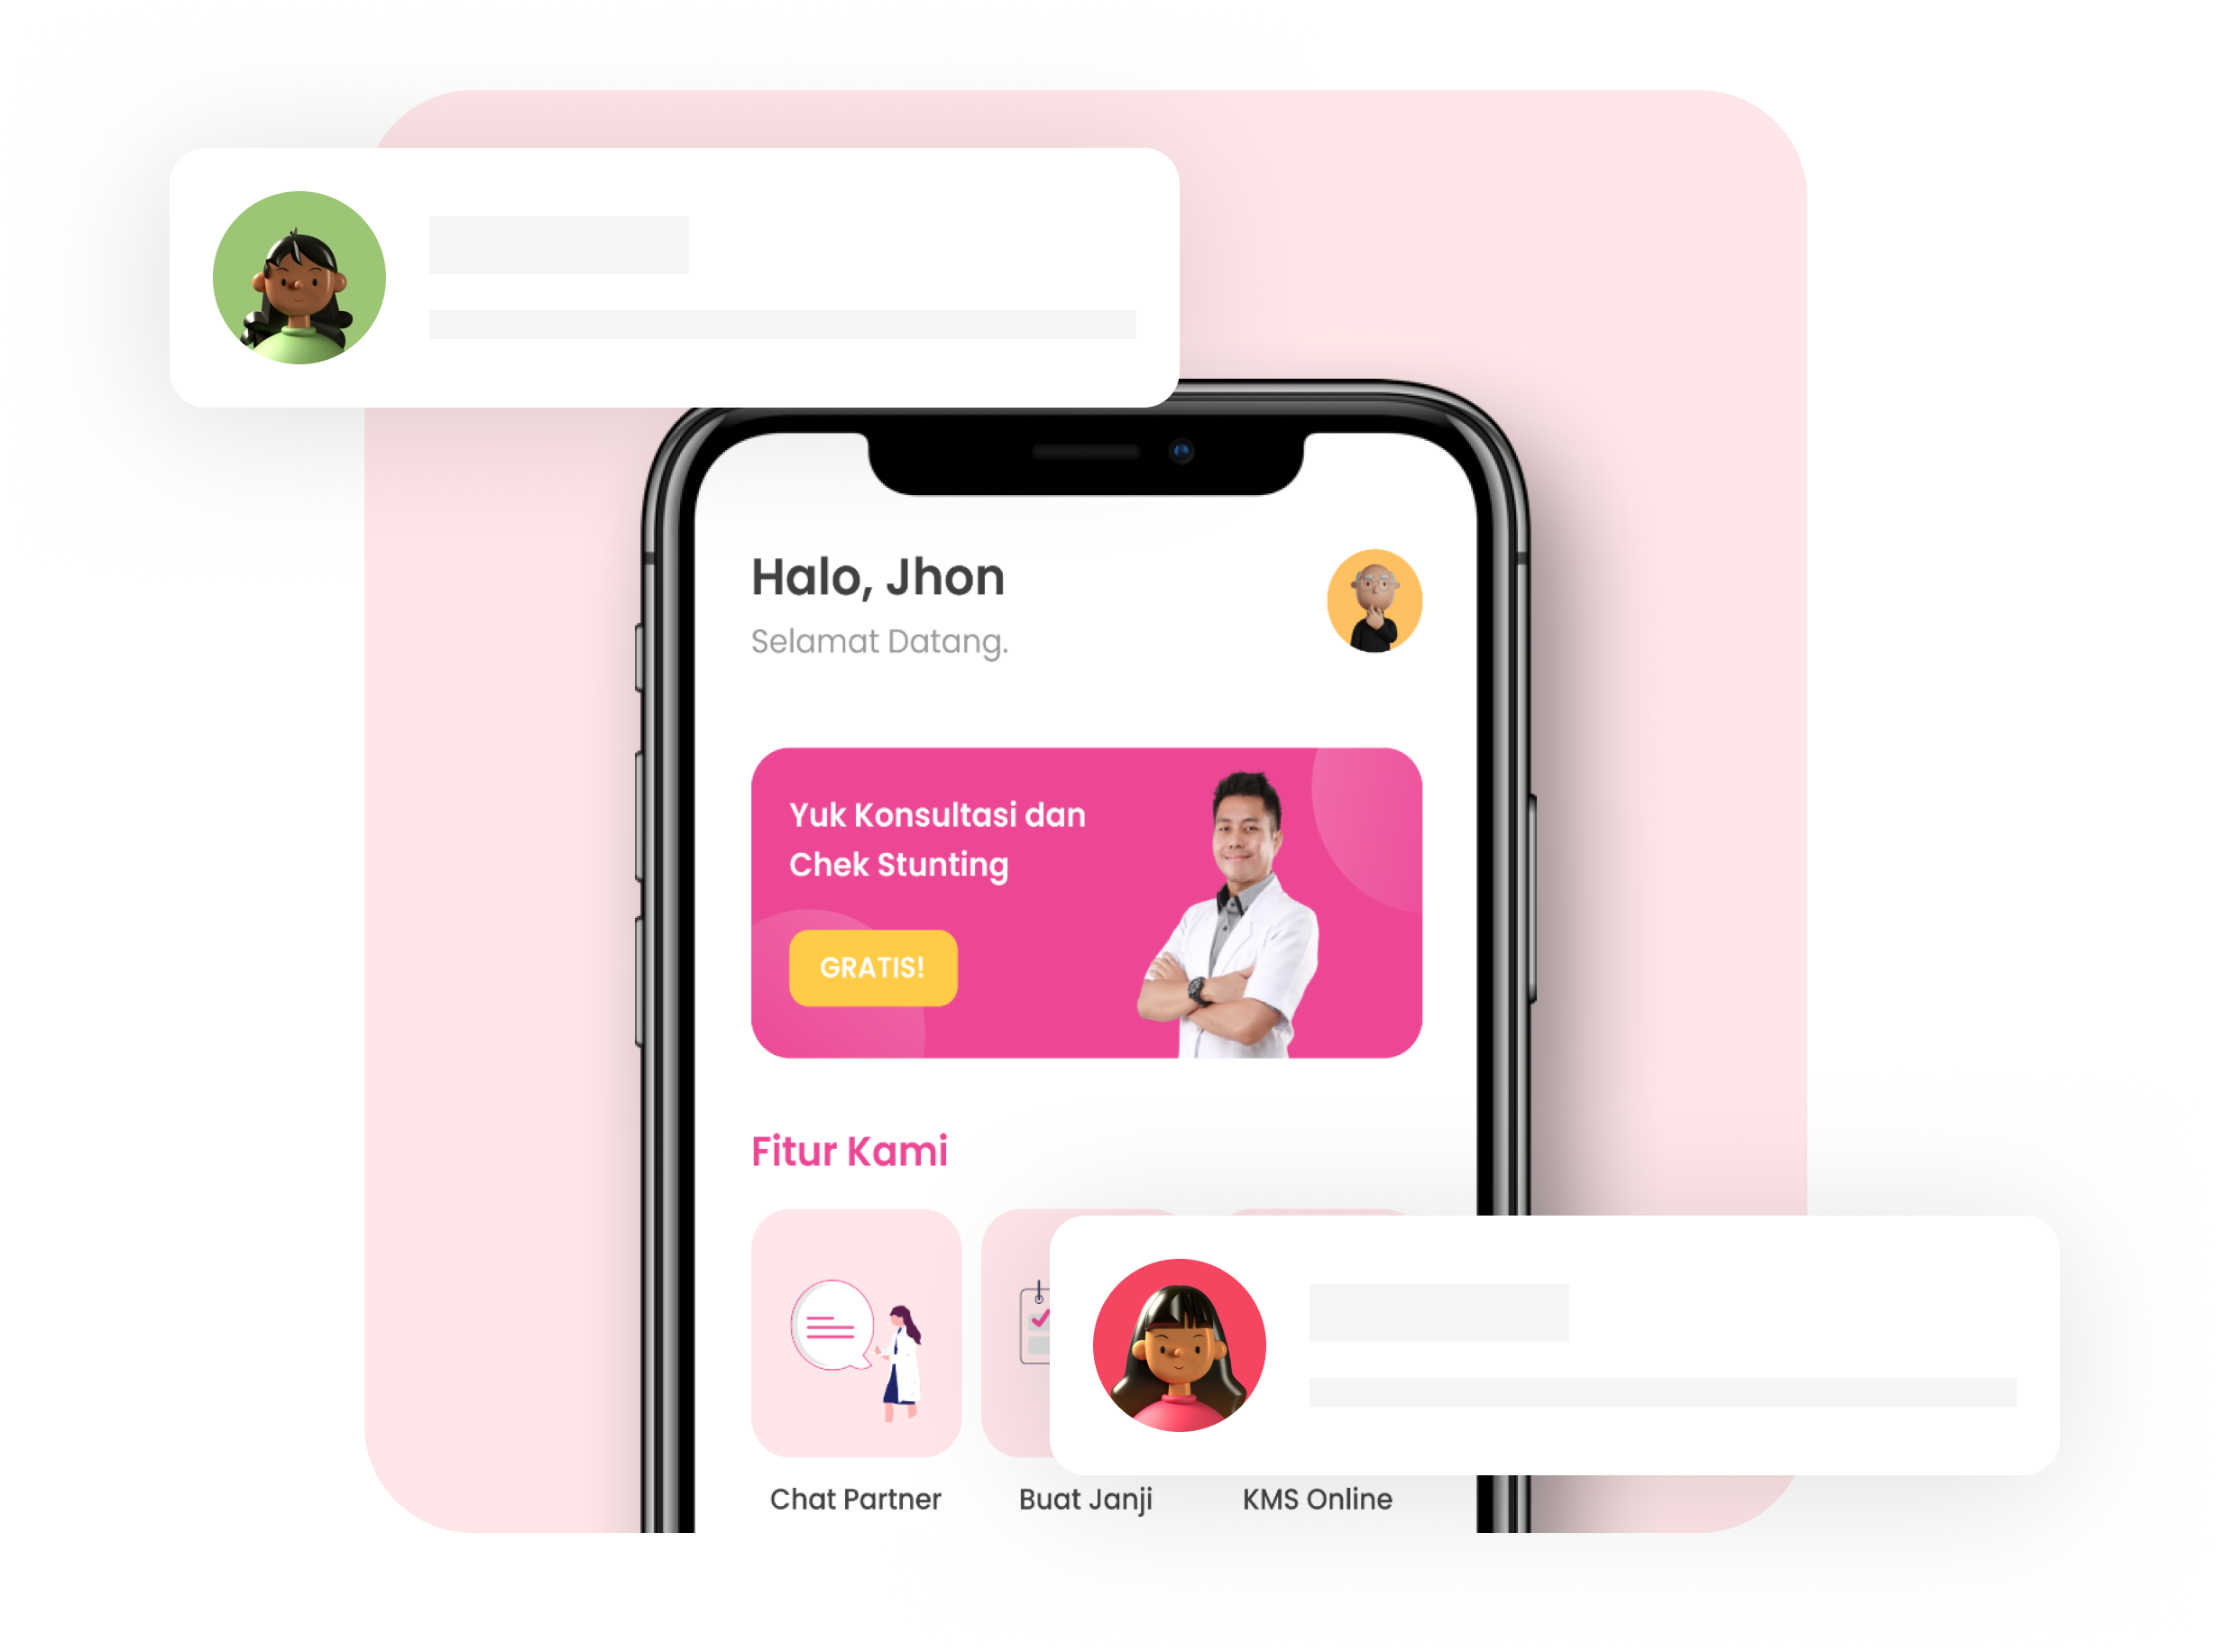 Halo, Jhon
Selamat Datang.
Yuk Konsultasi dan
Chek Stunting
GRATIS!
Fitur Kami
Chat Partner
Buat Janji
KMS Online